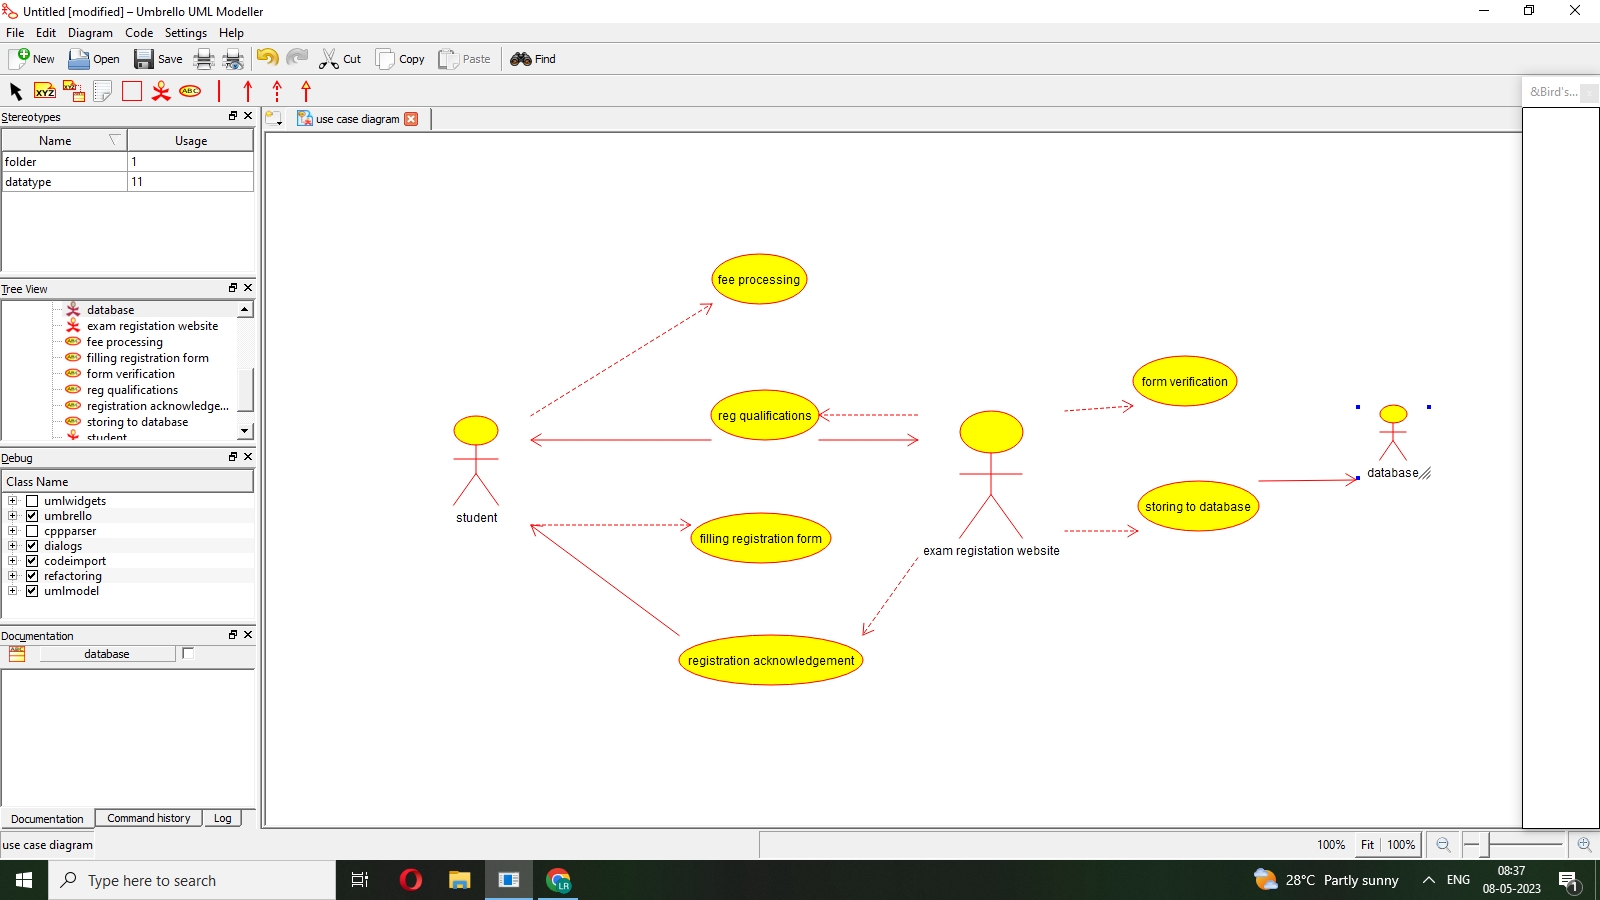 Untitled [modified] – Umbrello UML Modeller
File Edit Diagram Code Settings Help
New Open Save Cut Copy Paste Find
XYZ XYZ ABC
&Bird's...
Stereotypes
use case diagram
Name Usage
folder 1
datatype 11
Tree View
database
exam registation website
fee processing
filling registration form
form verification
reg qualifications
registration acknowledge...
storing to database
student
Debug
Class Name
umlwidgets
umbrello
cppparser
dialogs
codeimport
refactoring
umlmodel
Documentation
database
Documentation Command history Log
fee processing
form verification
reg qualifications
student
database
storing to database
filling registration form
exam registation website
registration acknowledgement
use case diagram
100% Fit 100%
Type here to search
LR
28°C Partly sunny
ENG
08:37
08-05-2023
1